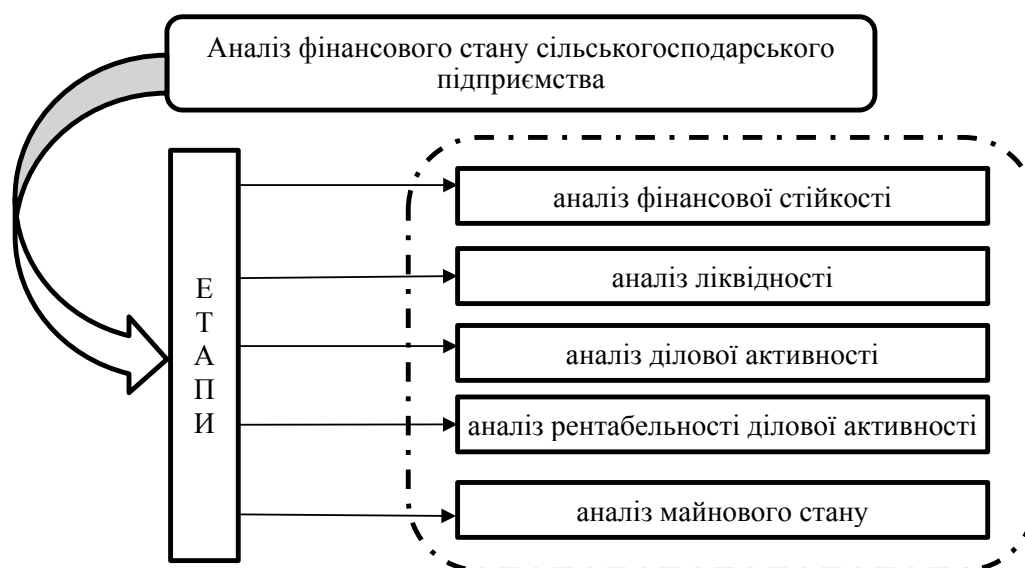 Аналіз фінансового стану сільськогосподарського
підприємства
Е
Т
А
П
И
аналіз фінансової стійкості
аналіз ліквідності
аналіз ділової активності
аналіз рентабельності ділової активності
аналіз майнового стану